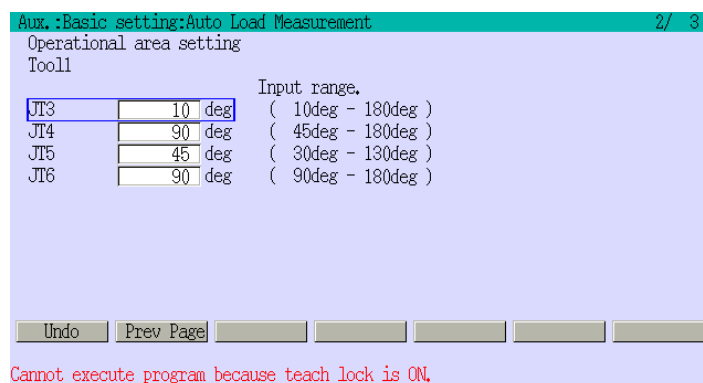 Aux.:Basic setting:Auto Load Measurement 2/ 3
Operational area setting
Tool1
Input range.
JT3 10 deg ( 10deg - 180deg )
JT4 90 deg ( 45deg - 180deg )
JT5 45 deg ( 30deg - 130deg )
JT6 90 deg ( 90deg - 180deg )
Undo Prev Page
Cannot execute program because teach lock is ON.